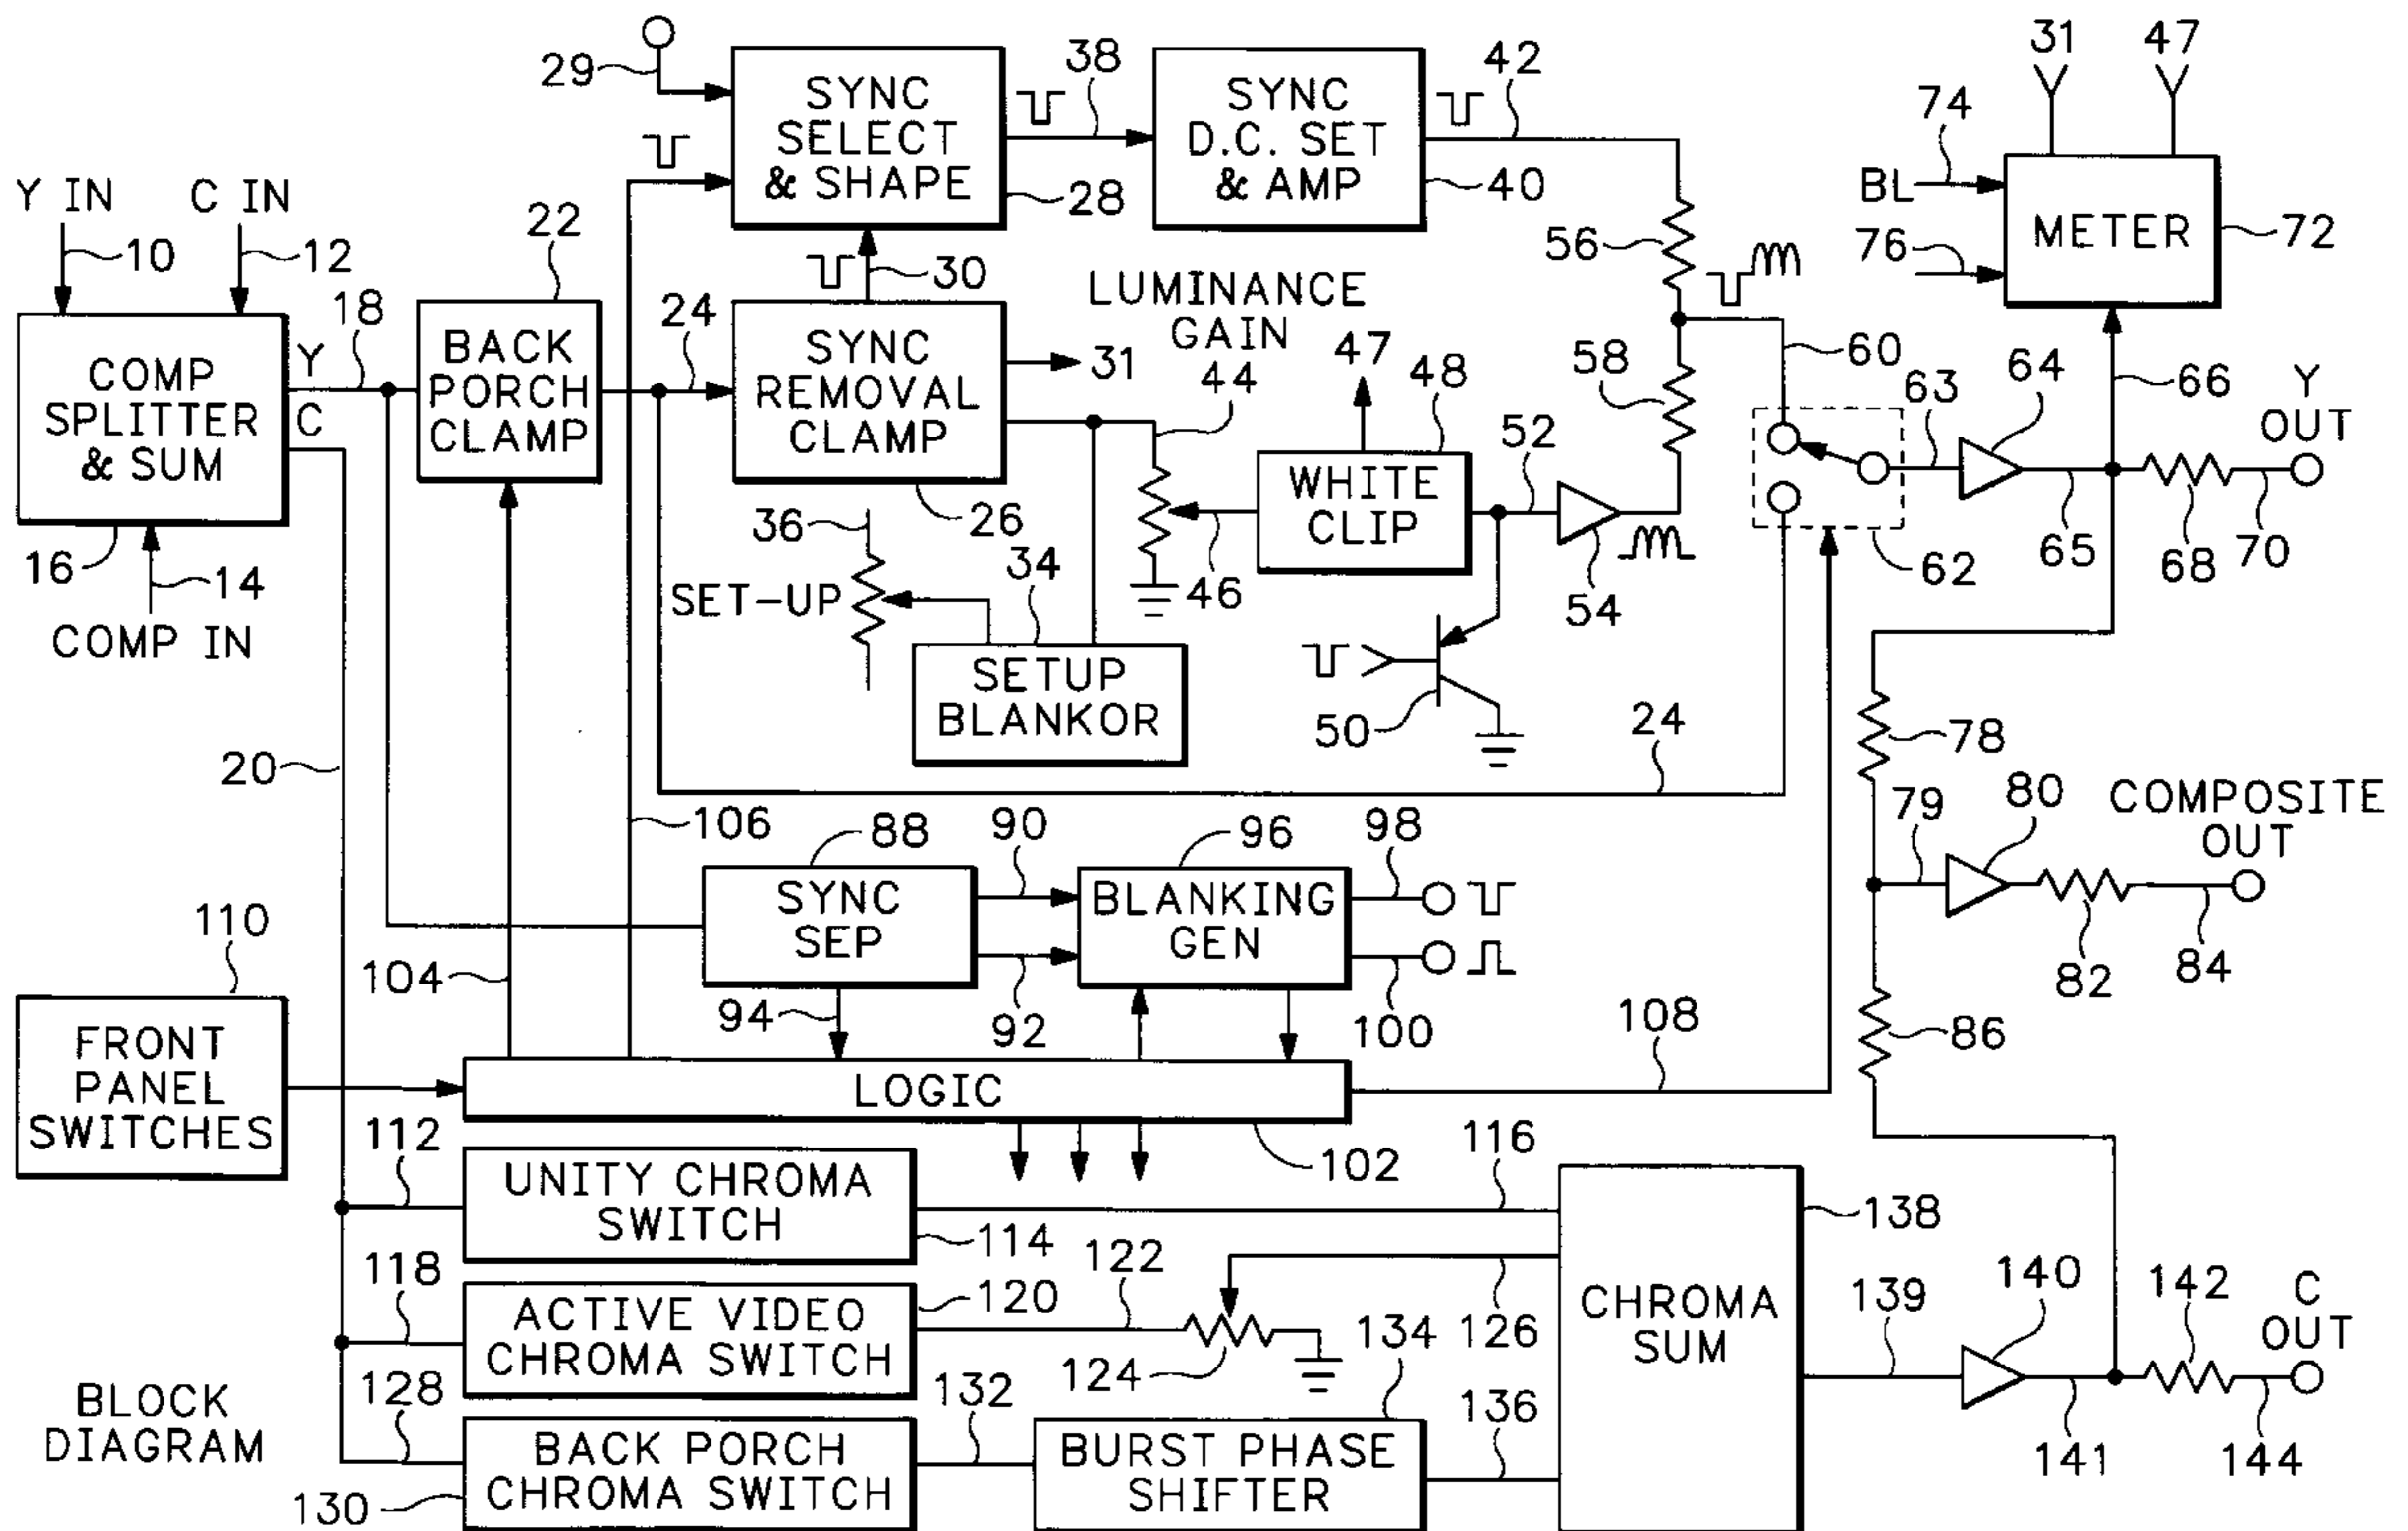 29
SYNC
SELECT
& SHAPE
28
38
SYNC
D.C. SET
& AMP
40
42
31
47
74
BL
76
METER
72
Y IN
10
C IN
12
COMP
SPLITTER
& SUM
Y
C
16
14
COMP IN
18
22
BACK
PORCH
CLAMP
24
SYNC
REMOVAL
CLAMP
26
30
31
LUMINANCE
GAIN
44
46
47
WHITE
CLIP
48
52
54
50
56
58
60
62
63
64
65
66
68
70
Y
OUT
36
SET-UP
34
SETUP
BLANKOR
24
20
106
104
88
SYNC
SEP
90
92
94
96
BLANKING
GEN
98
100
78
79
80
COMPOSITE
OUT
82
84
86
110
FRONT
PANEL
SWITCHES
LOGIC
102
108
112
UNITY CHROMA
SWITCH
114
116
118
ACTIVE VIDEO
CHROMA SWITCH
120
122
124
126
128
BACK PORCH
CHROMA SWITCH
130
132
BURST PHASE
SHIFTER
134
136
CHROMA
SUM
138
139
140
141
142
C
OUT
144
BLOCK
DIAGRAM